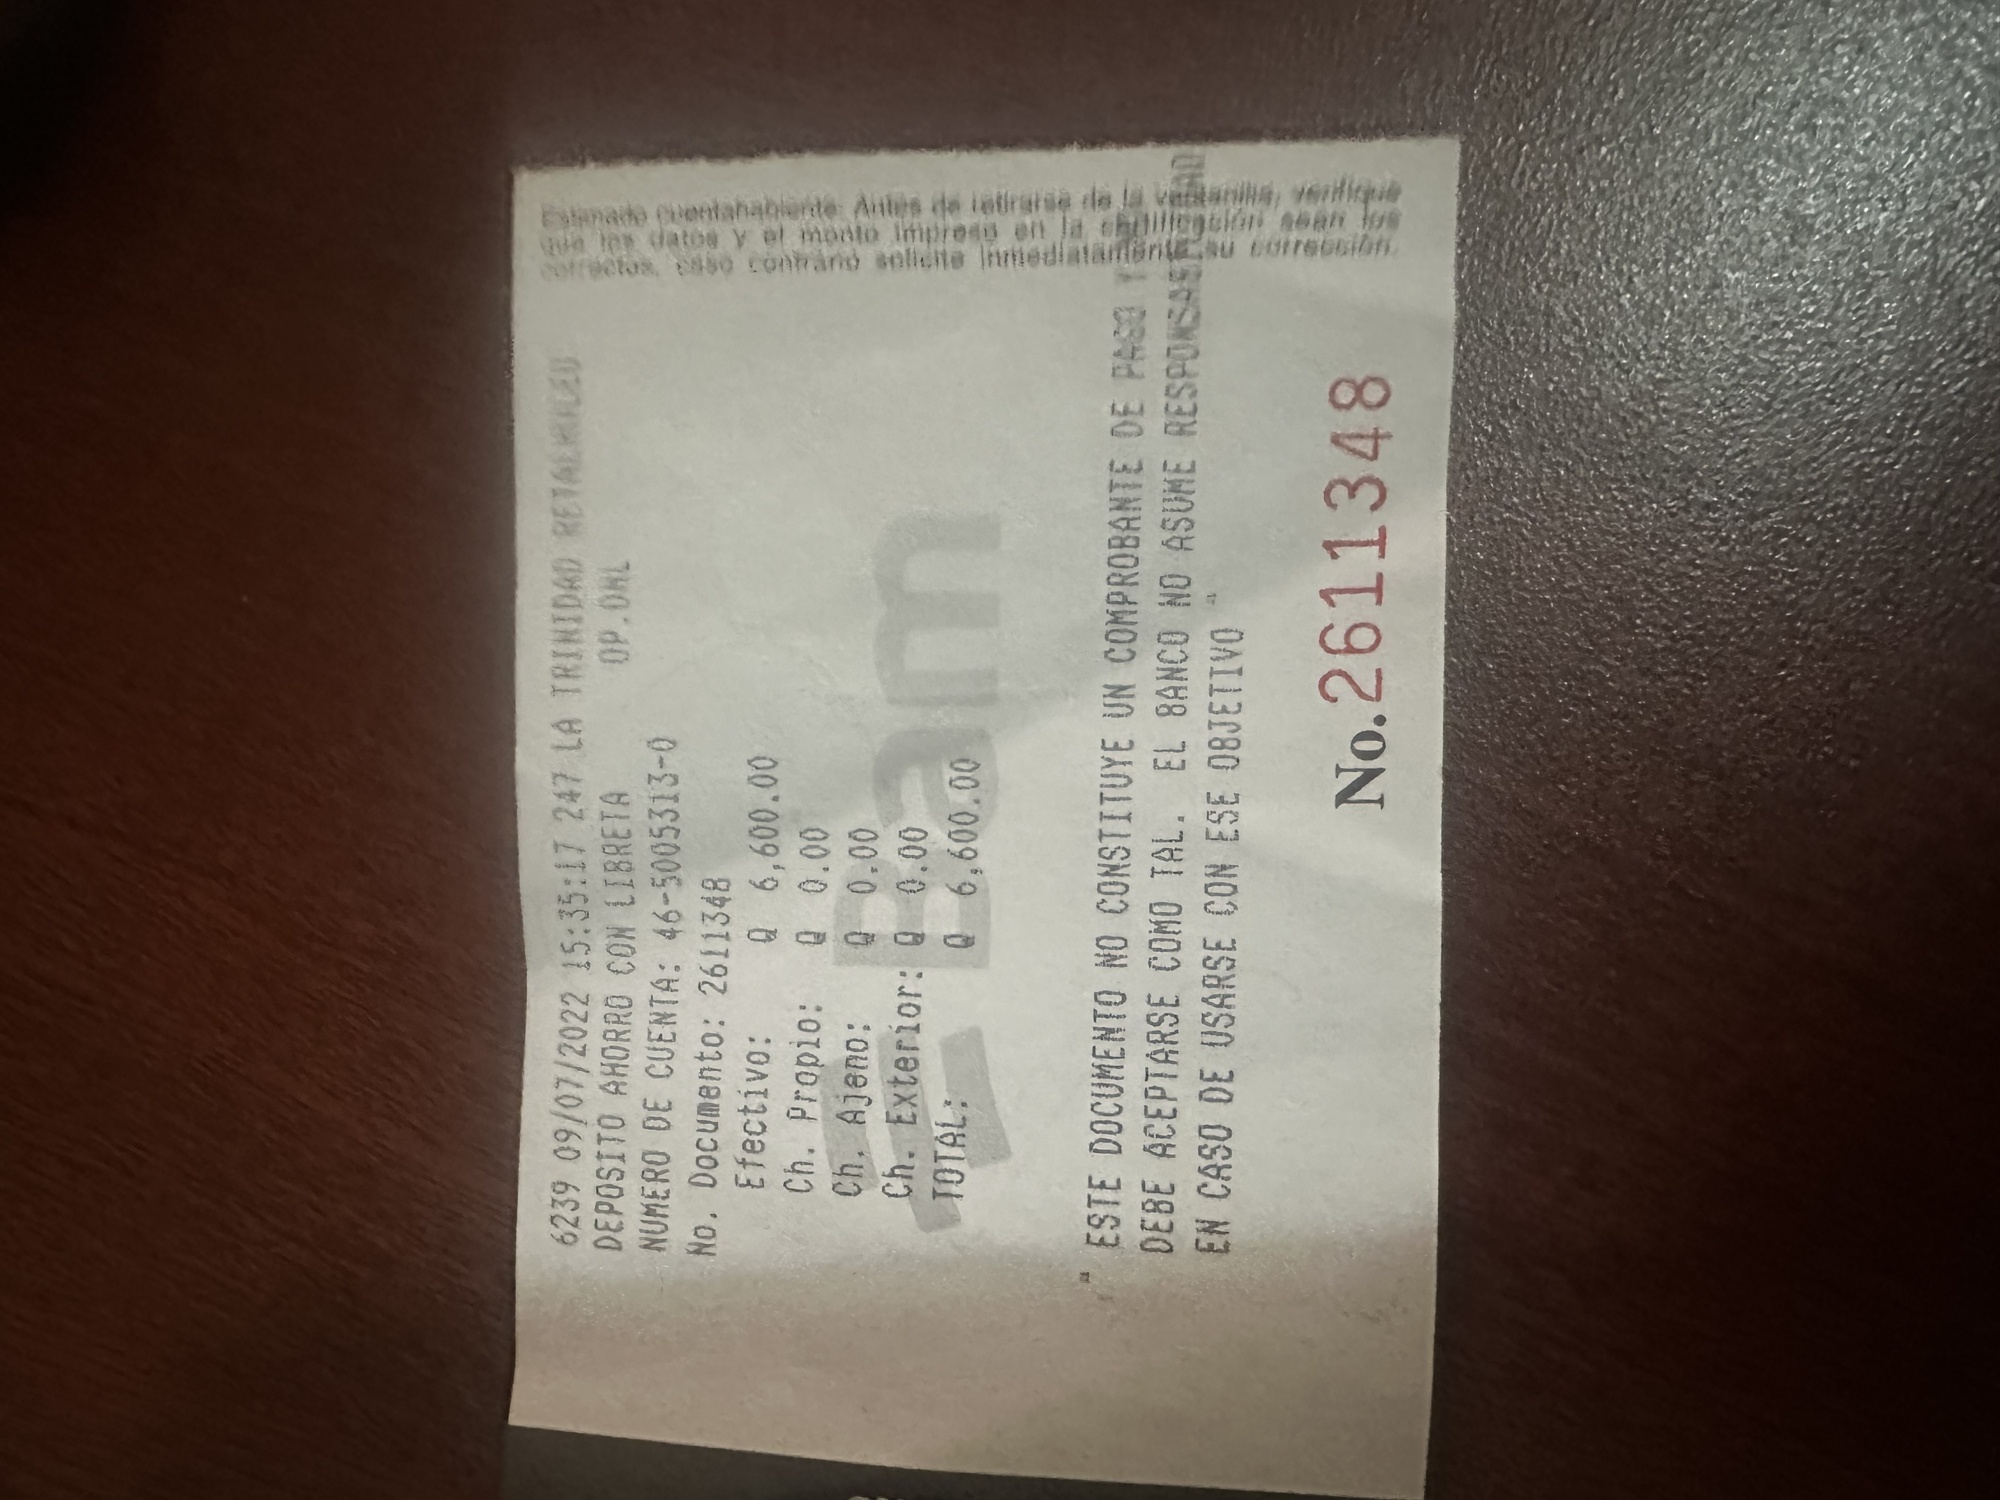 6239 09/07/2022 15:35:17 247 LA TRINIDAD RETALHULEU
DEPOSITO AHORRO CON LIBRETA OP.DML
NUMERO DE CUENTA: 46-5005313-0
No. Documento: 2611348
Efectivo: Q 6,600.00
Ch. Propio: Q 0.00
Ch. Ajeno: Q 0.00
Ch. Exterior: Q 0.00
TOTAL: Q 6,600.00
Bam
" ESTE DOCUMENTO NO CONSTITUYE UN COMPROBANTE DE PAGO Y
DEBE ACEPTARSE COMO TAL. EL BANCO NO ASUME RESPONSABILIDAD
EN CASO DE USARSE CON ESE OBJETIVO "
No. 2611348
Estimado cuentahabiente: Antes de retirarse de la ventanilla, verifique
que los datos y el monto impreso en la certificación sean los
correctos, caso contrario solicite inmediatamente su corrección.